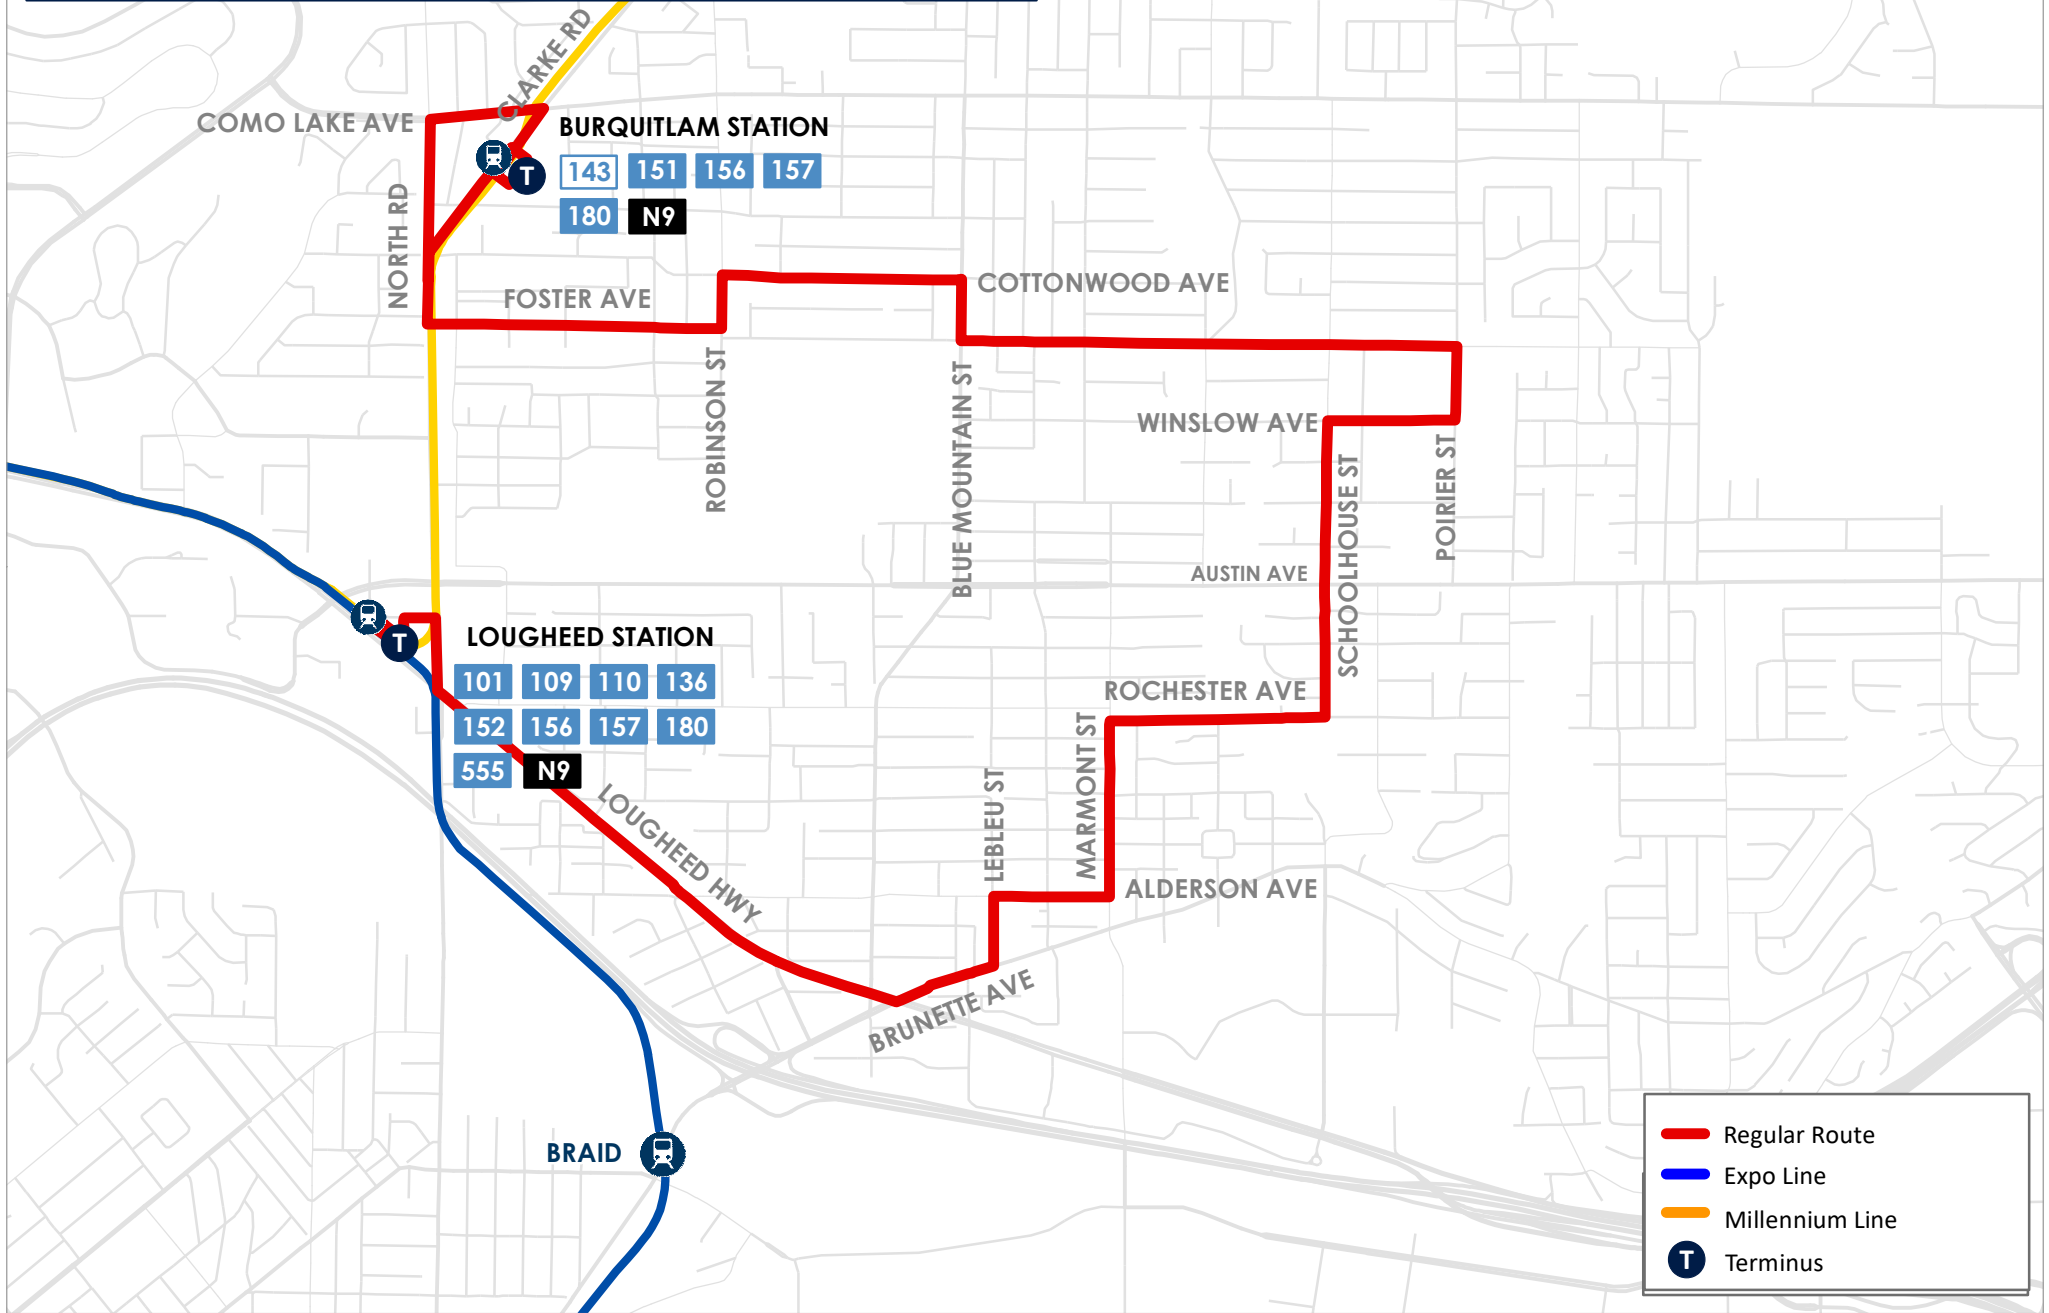 CLARKE RD
COMO LAKE AVE
BURQUITLAM STATION
143 151 156 157
180 N9
NORTH RD
FOSTER AVE
COTTONWOOD AVE
ROBINSON ST
BLUE MOUNTAIN ST
WINSLOW AVE
SCHOOLHOUSE ST
POIRIER ST
AUSTIN AVE
T
T
LOUGHEED STATION
101 109 110 136
152 156 157 180
555 N9
ROCHESTER AVE
MARMONT ST
LEBLEU ST
LOUGHEED HWY
ALDERSON AVE
BRUNETTE AVE
BRAID
Regular Route
Expo Line
Millennium Line
T Terminus